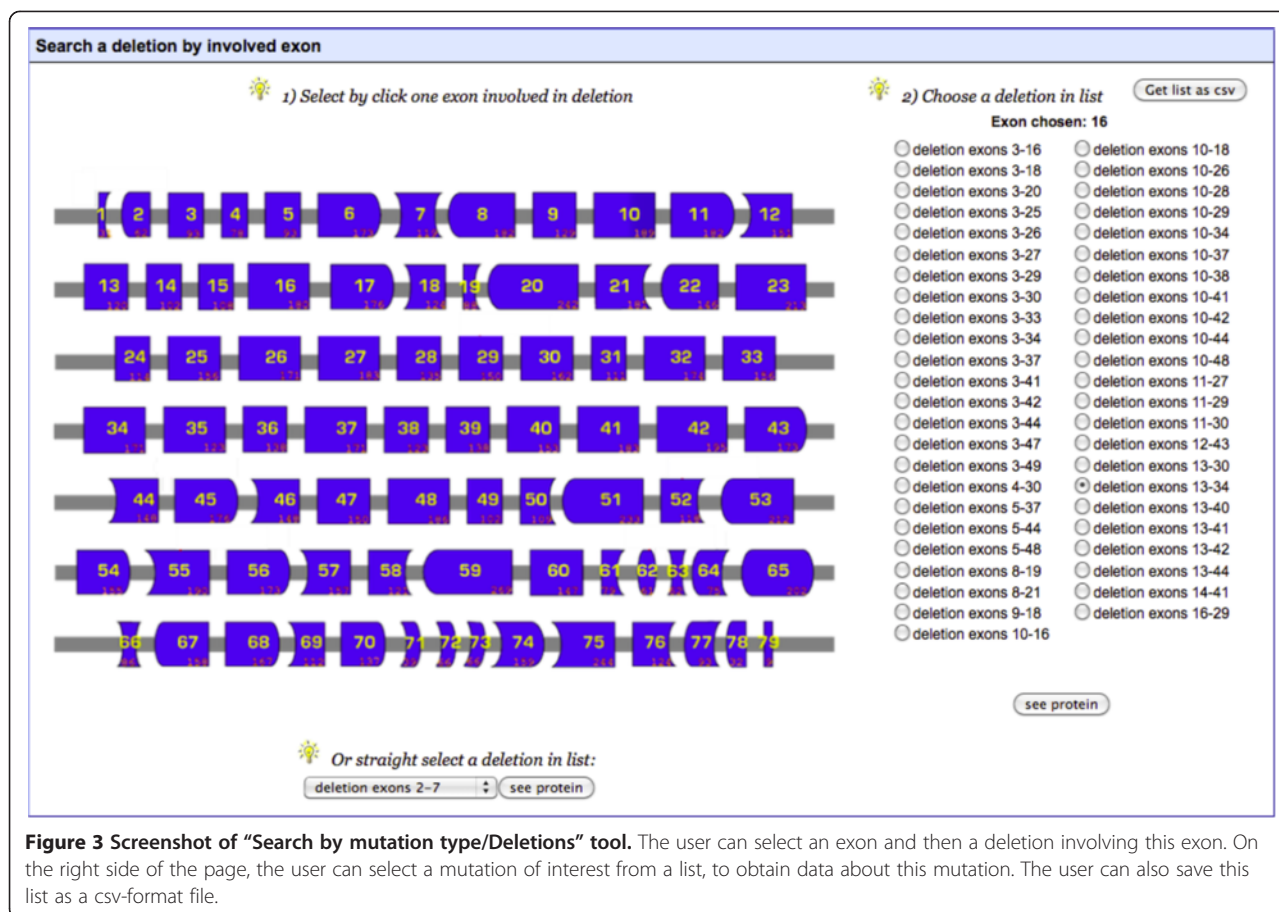 Search a deletion by involved exon
1) Select by click one exon involved in deletion
2) Choose a deletion in list
Get list as csv
Exon chosen: 16
1 2 3 4 5 6 7 8 9 10 11 12
13 14 15 16 17 18 19 20 21 22 23
24 25 26 27 28 29 30 31 32 33
34 35 36 37 38 39 40 41 42 43
44 45 46 47 48 49 50 51 52 53
54 55 56 57 58 59 60 61 62 63 64 65
66 67 68 69 70 71 72 73 74 75 76 77 78 79
deletion exons 3-16
deletion exons 3-18
deletion exons 3-20
deletion exons 3-25
deletion exons 3-26
deletion exons 3-27
deletion exons 3-29
deletion exons 3-30
deletion exons 3-33
deletion exons 3-34
deletion exons 3-37
deletion exons 3-41
deletion exons 3-42
deletion exons 3-44
deletion exons 3-47
deletion exons 3-49
deletion exons 4-30
deletion exons 5-37
deletion exons 5-44
deletion exons 5-48
deletion exons 8-19
deletion exons 8-21
deletion exons 9-18
deletion exons 10-16
deletion exons 10-18
deletion exons 10-26
deletion exons 10-28
deletion exons 10-29
deletion exons 10-34
deletion exons 10-37
deletion exons 10-38
deletion exons 10-41
deletion exons 10-42
deletion exons 10-44
deletion exons 10-48
deletion exons 11-27
deletion exons 11-29
deletion exons 11-30
deletion exons 12-43
deletion exons 13-30
deletion exons 13-34
deletion exons 13-40
deletion exons 13-41
deletion exons 13-42
deletion exons 13-44
deletion exons 14-41
deletion exons 16-29
see protein
Or straight select a deletion in list:
deletion exons 2-7
see protein
Figure 3 Screenshot of “Search by mutation type/Deletions” tool. The user can select an exon and then a deletion involving this exon. On
the right side of the page, the user can select a mutation of interest from a list, to obtain data about this mutation. The user can also save this
list as a csv-format file.